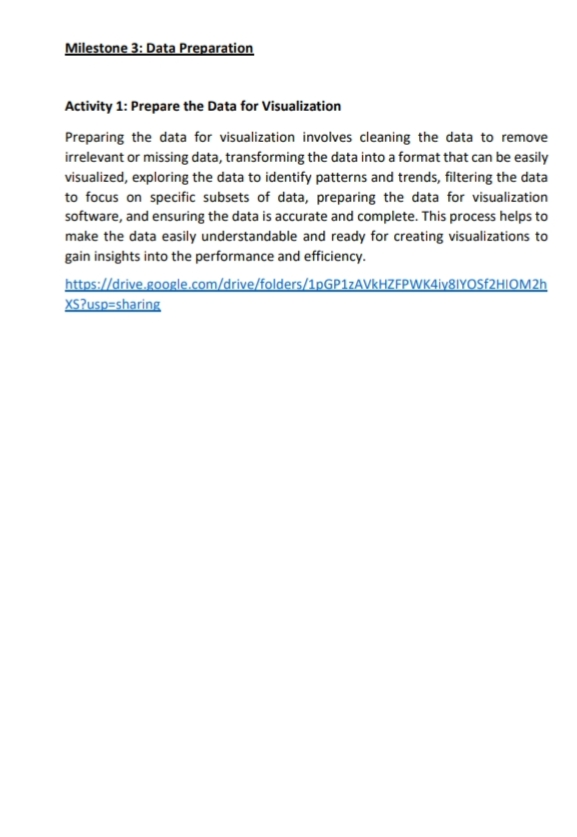 Milestone 3: Data Preparation
Activity 1: Prepare the Data for Visualization
Preparing the data for visualization involves cleaning the data to remove
irrelevant or missing data, transforming the data into a format that can be easily
visualized, exploring the data to identify patterns and trends, filtering the data
to focus on specific subsets of data, preparing the data for visualization
software, and ensuring the data is accurate and complete. This process helps to
make the data easily understandable and ready for creating visualizations to
gain insights into the performance and efficiency.
https://drive.google.com/drive/folders/1pGP1zAVkHZFPWK4iy8IYOSf2HIOM2h
XS?usp=sharing